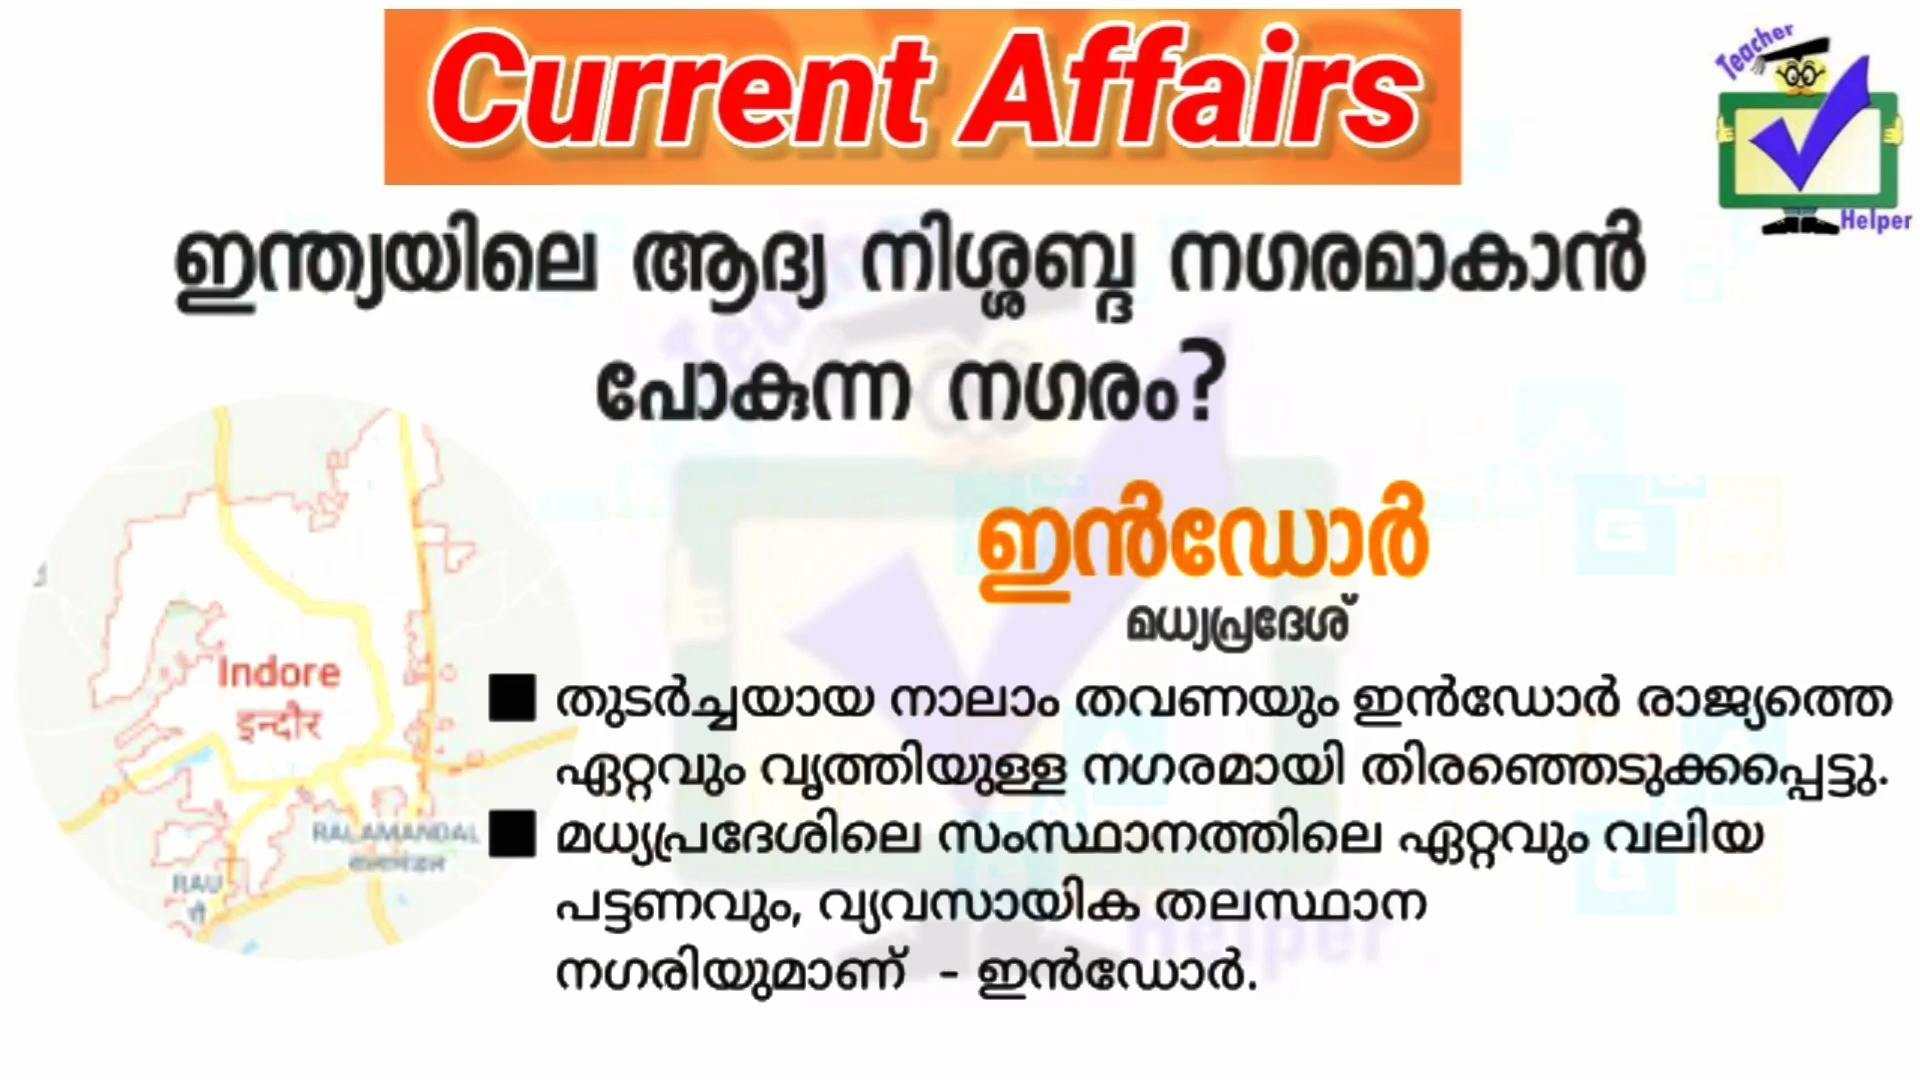 Current Affairs
Teacher
Helper
ഇന്ത്യയിലെ ആദ്യ നിശ്ശബ്ദ നഗരമാകാൻ
പോകുന്ന നഗരം?
ഇൻഡോർ
മധ്യപ്രദേശ്
Indore
इन्दौर
RALAMANDAL
RAU
■ തുടർച്ചയായ നാലാം തവണയും ഇൻഡോർ രാജ്യത്തെ
ഏറ്റവും വൃത്തിയുള്ള നഗരമായി തിരഞ്ഞെടുക്കപ്പെട്ടു.
■ മധ്യപ്രദേശിലെ സംസ്ഥാനത്തിലെ ഏറ്റവും വലിയ
പട്ടണവും, വ്യവസായിക തലസ്ഥാന
നഗരിയുമാണ് - ഇൻഡോർ.